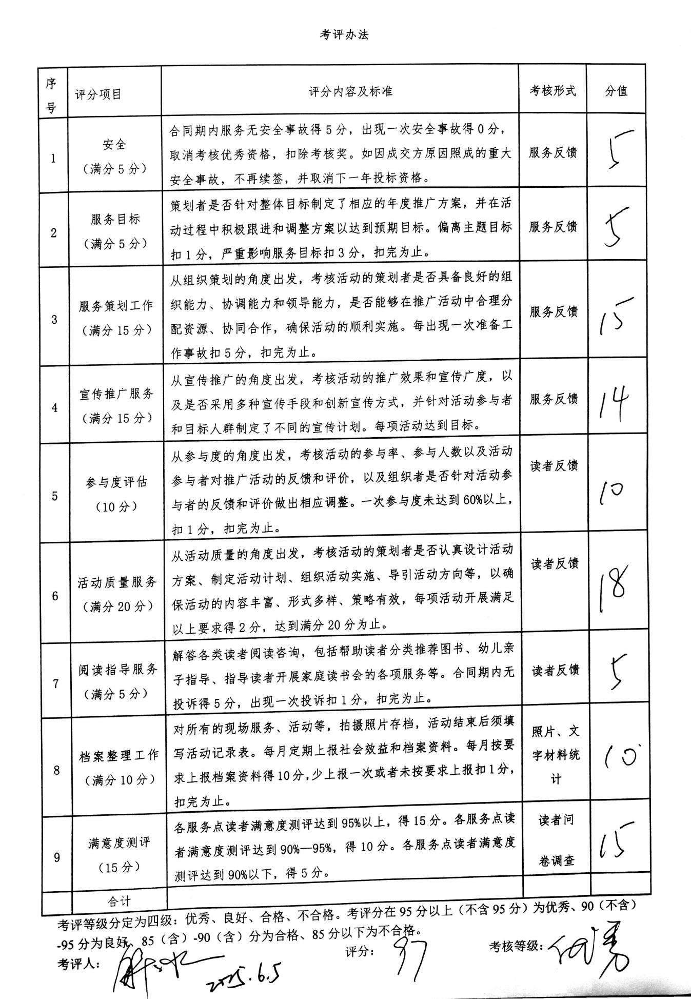 考评办法
序号 评分项目 评分内容及标准 考核形式 分值
1
安全
（满分 5 分）
合同期内服务无安全事故得 5 分，出现一次安全事故得 0 分，
取消考核优秀资格，扣除考核奖。如因成交方原因照成的重大
安全事故，不再续签，并取消下一年投标资格。
服务反馈
5
2
服务目标
（满分 5 分）
策划者是否针对整体目标制定了相应的年度推广方案，并在活
动过程中积极跟进和调整方案以达到预期目标。偏离主题目标
扣 1 分，严重影响服务目标扣 3 分，扣完为止。
服务反馈
5
3
服务策划工作
（满分 15 分）
从组织策划的角度出发，考核活动的策划者是否具备良好的组
织能力、协调能力和领导能力，是否能够在推广活动中合理分
配资源、协同合作，确保活动的顺利实施。每出现一次准备工
作事故扣 5 分，扣完为止。
服务反馈
15
4
宣传推广服务
（满分 15 分）
从宣传推广的角度出发，考核活动的推广效果和宣传广度，以
及是否采用多种宣传手段和创新宣传方式，并针对活动参与者
和目标人群制定了不同的宣传计划。每项活动达到目标。
服务反馈
14
5
参与度评估
（10 分）
从参与度的角度出发，考核活动的参与率、参与人数以及活动
参与者对推广活动的反馈和评价，以及组织者是否针对活动参
与者的反馈和评价做出相应调整。一次参与度未达到 60%以上，
扣 1 分，扣完为止。
读者反馈
10
6
活动质量服务
（满分 20 分）
从活动质量的角度出发，考核活动的策划者是否认真设计活动
方案、制定活动计划、组织活动实施、导引活动方向等，以确
保活动的内容丰富、形式多样、策略有效，每项活动开展满足
以上要求得 2 分，达到满分 20 分为止。
读者反馈
18
7
阅读指导服务
（满分 5 分）
解答各类读者阅读咨询，包括帮助读者分类推荐图书、幼儿亲
子指导、指导读者开展家庭读书会的各项服务等。合同期内无
投诉得 5 分，出现一次投诉扣 1 分，扣完为止。
读者反馈
5
8
档案整理工作
（满分 10 分）
对所有的现场服务、活动等，拍摄照片存档，活动结束后须填
写活动记录表。每月定期上报社会效益和档案资料。每月按要
求上报档案资料得 10 分，少上报一次或者未按要求上报扣 1 分，
扣完为止。
照片、文
字材料统
计
10
9
满意度测评
（15 分）
各服务点读者满意度测评达到 95%以上，得 15 分。各服务点读
者满意度测评达到 90%—95%，得 10 分。各服务点读者满意度
测评达到 90%以下，得 5 分。
读者问
卷调查
15
合计
考评等级分定为四级：优秀、良好、合格、不合格。考评分在 95 分以上（不含 95 分）为优秀、90（不含）
-95 分为良好、85（含）-90（含）分为合格、85 分以下为不合格。
考评人： 2025.6.5 评分： 97 考核等级：